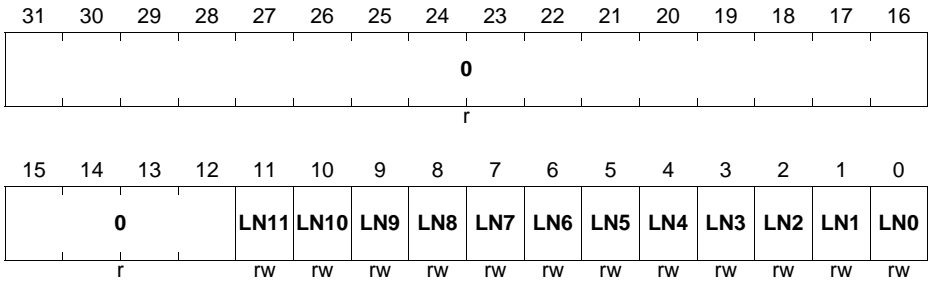 31 30 29 28 27 26 25 24 23 22 21 20 19 18 17 16
0
r
15 14 13 12 11 10 9 8 7 6 5 4 3 2 1 0
0 LN11 LN10 LN9 LN8 LN7 LN6 LN5 LN4 LN3 LN2 LN1 LN0
r rw rw rw rw rw rw rw rw rw rw rw rw